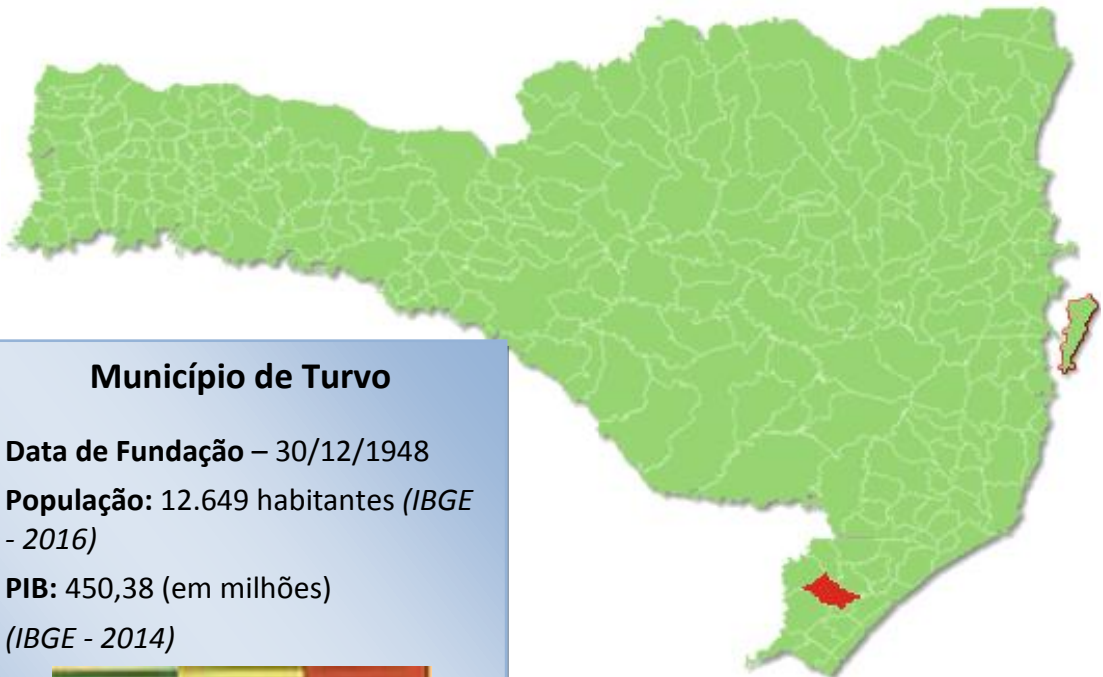 Município de Turvo
Data de Fundação – 30/12/1948
População: 12.649 habitantes (IBGE
- 2016)
PIB: 450,38 (em milhões)
(IBGE - 2014)